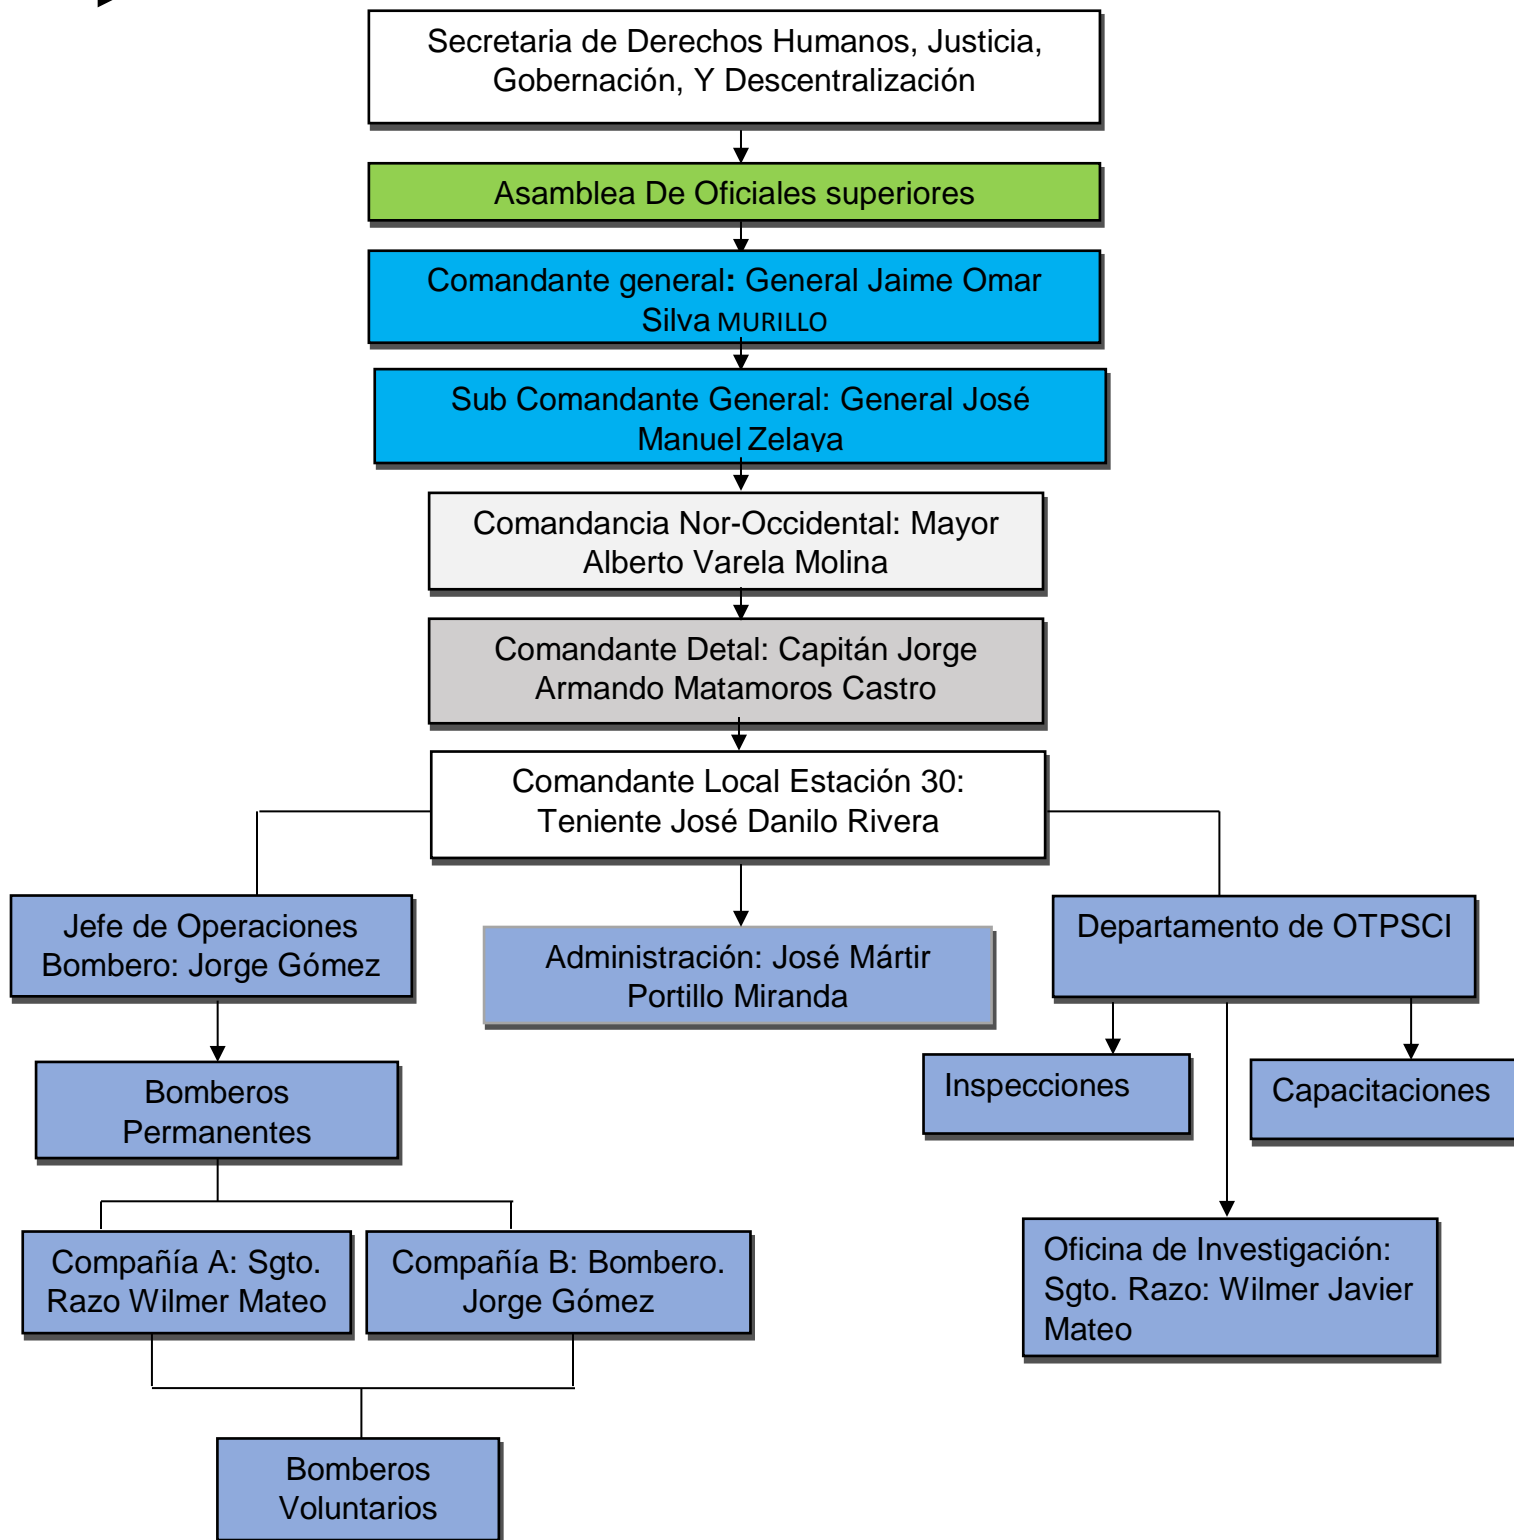 Secretaria de Derechos Humanos, Justicia,
Gobernación, Y Descentralización
Asamblea De Oficiales superiores
Comandante general: General Jaime Omar
Silva MURILLO
Sub Comandante General: General José
Manuel Zelaya
Comandancia Nor-Occidental: Mayor
Alberto Varela Molina
Comandante Detal: Capitán Jorge
Armando Matamoros Castro
Comandante Local Estación 30:
Teniente José Danilo Rivera
Jefe de Operaciones
Bombero: Jorge Gómez
Administración: José Mártir
Portillo Miranda
Departamento de OTPSCI
Bomberos
Permanentes
Inspecciones
Capacitaciones
Compañía A: Sgto.
Razo Wilmer Mateo
Compañía B: Bombero.
Jorge Gómez
Oficina de Investigación:
Sgto. Razo: Wilmer Javier
Mateo
Bomberos
Voluntarios